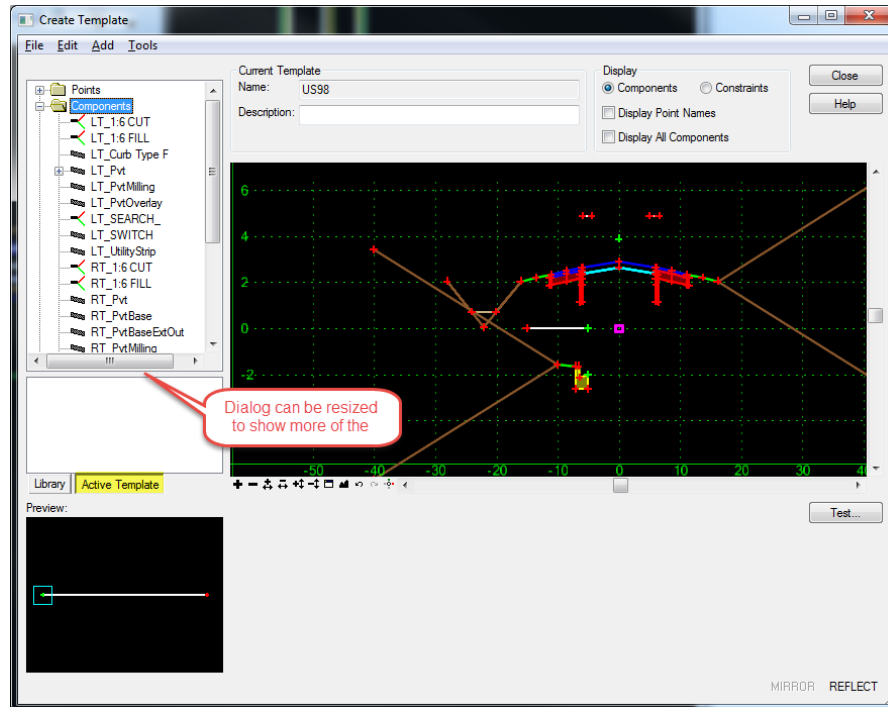 Create Template
File Edit Add Tools
Points
Components
LT_1:6 CUT
LT_1:6 FILL
LT_Curb Type F
LT_Pvt
LT_PvtMilling
LT_PvtOverlay
LT_SEARCH_
LT_SWITCH
LT_UtilityStrip
RT_1:6 CUT
RT_1:6 FILL
RT_Pvt
RT_PvtBase
RT_PvtBaseExtOut
RT_PvtMilling
Library
Active Template
Current Template
Name: US98
Description:
Display
Components
Constraints
Display Point Names
Display All Components
Close
Help
6
4
2
0
-2
-50 -40 -30 -20 -10 0 10 20 30 40
Dialog can be resized
to show more of the
Test...
Preview:
MIRROR REFLECT